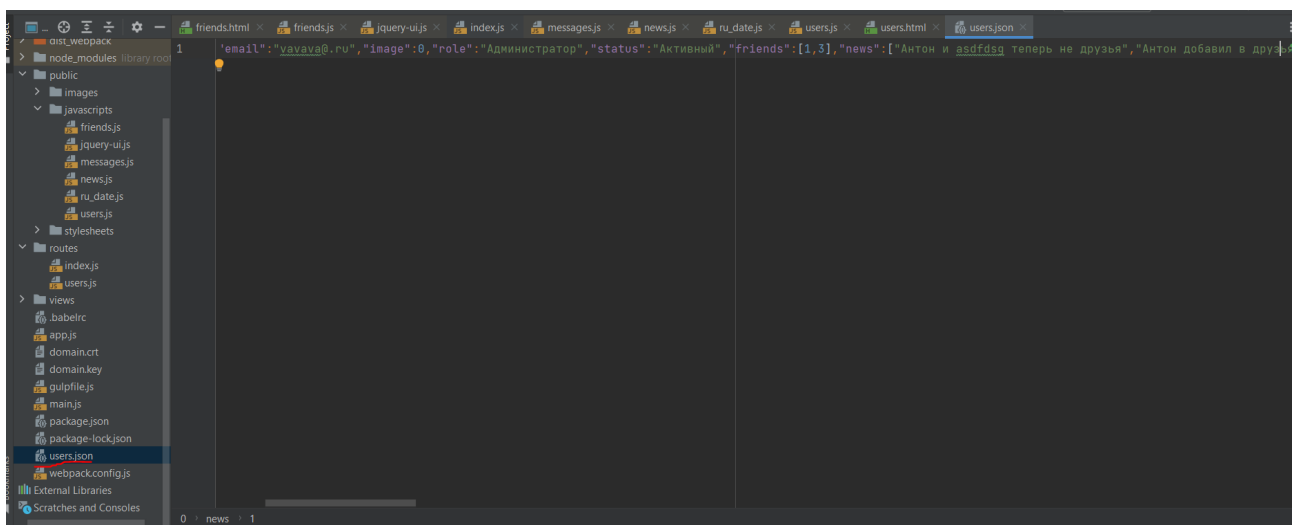 Project
friends.html
friends.js
jquery-ui.js
index.js
messages.js
news.js
ru_date.js
users.js
users.html
users.json
dist_webpack
node_modules library root
public
images
javascripts
friends.js
jquery-ui.js
messages.js
news.js
ru_date.js
users.js
stylesheets
routes
index.js
users.js
views
.babelrc
app.js
domain.crt
domain.key
gulpfile.js
main.js
package.json
package-lock.json
users.json
webpack.config.js
External Libraries
Scratches and Consoles
1
"email":"vavava@.ru","image":0,"role":"Администратор","status":"Активный","friends":[1,3],"news":["Антон и asdfdsg теперь не друзья","Антон добавил в друзья
0 › news › 1